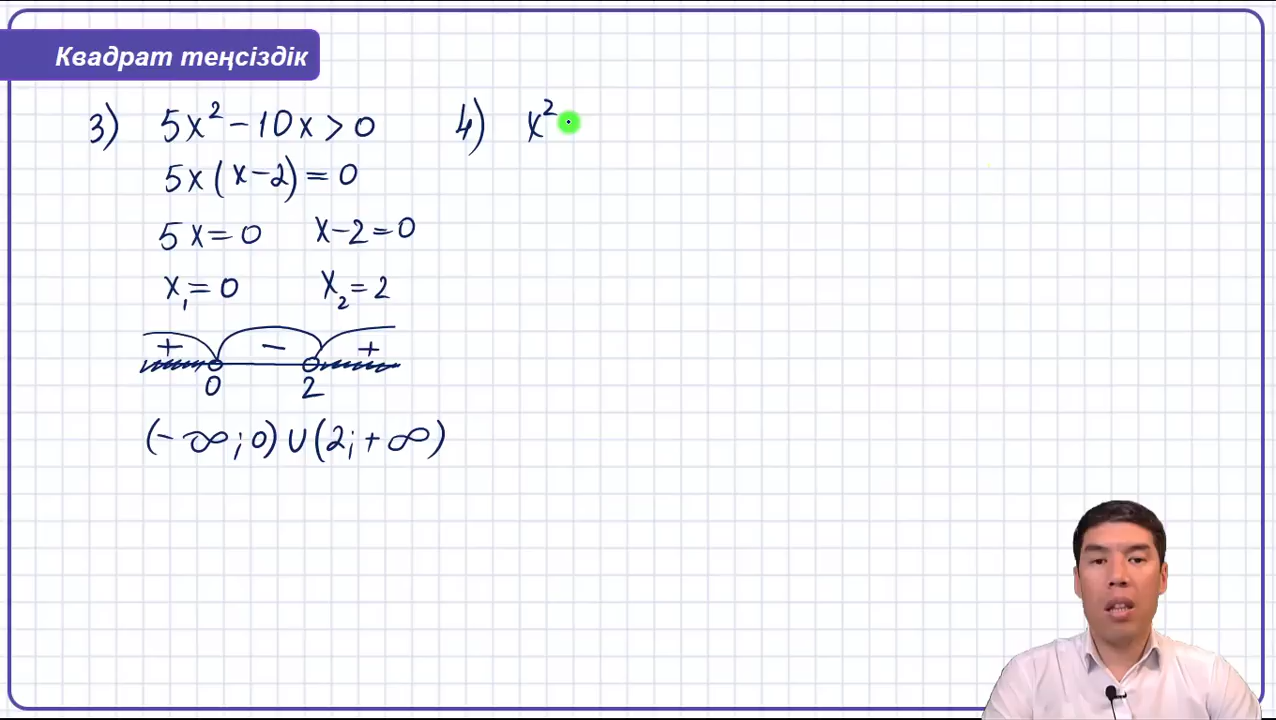 Квадрат теңсіздік
3) 5x² - 10x > 0
5x(x-2) = 0
5x = 0 x-2 = 0
x₁ = 0 x₂ = 2
+ - +
0 2
(-∞; 0) ∪ (2; +∞)
4) x²